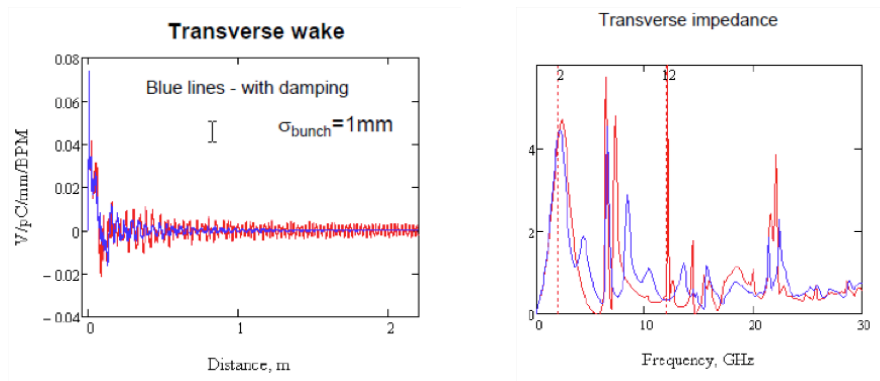 Transverse wake
Blue lines - with damping
σbunch=1mm
V/pC/mm/BPM
0.08
0.06
0.04
0.02
0
−0.02
−0.04
0
1
2
Distance, m
Transverse impedance
2
12
4
2
0
0
10
20
30
Frequency, GHz